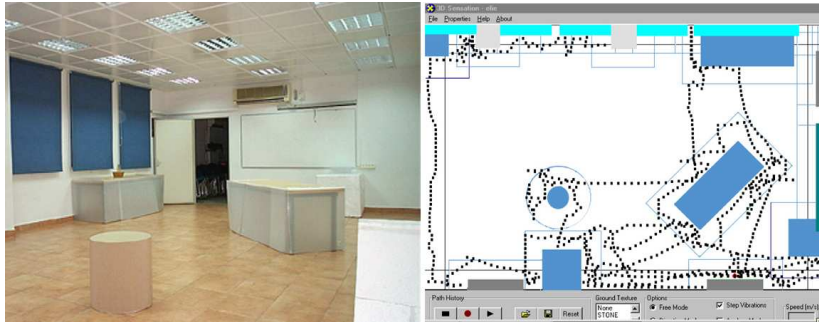 3D Sensation - elie
File Properties Help About
Path History
Ground Texture
Options
None
STONE
Free Mode
Step Vibrations
Speed (m/s)
Reset